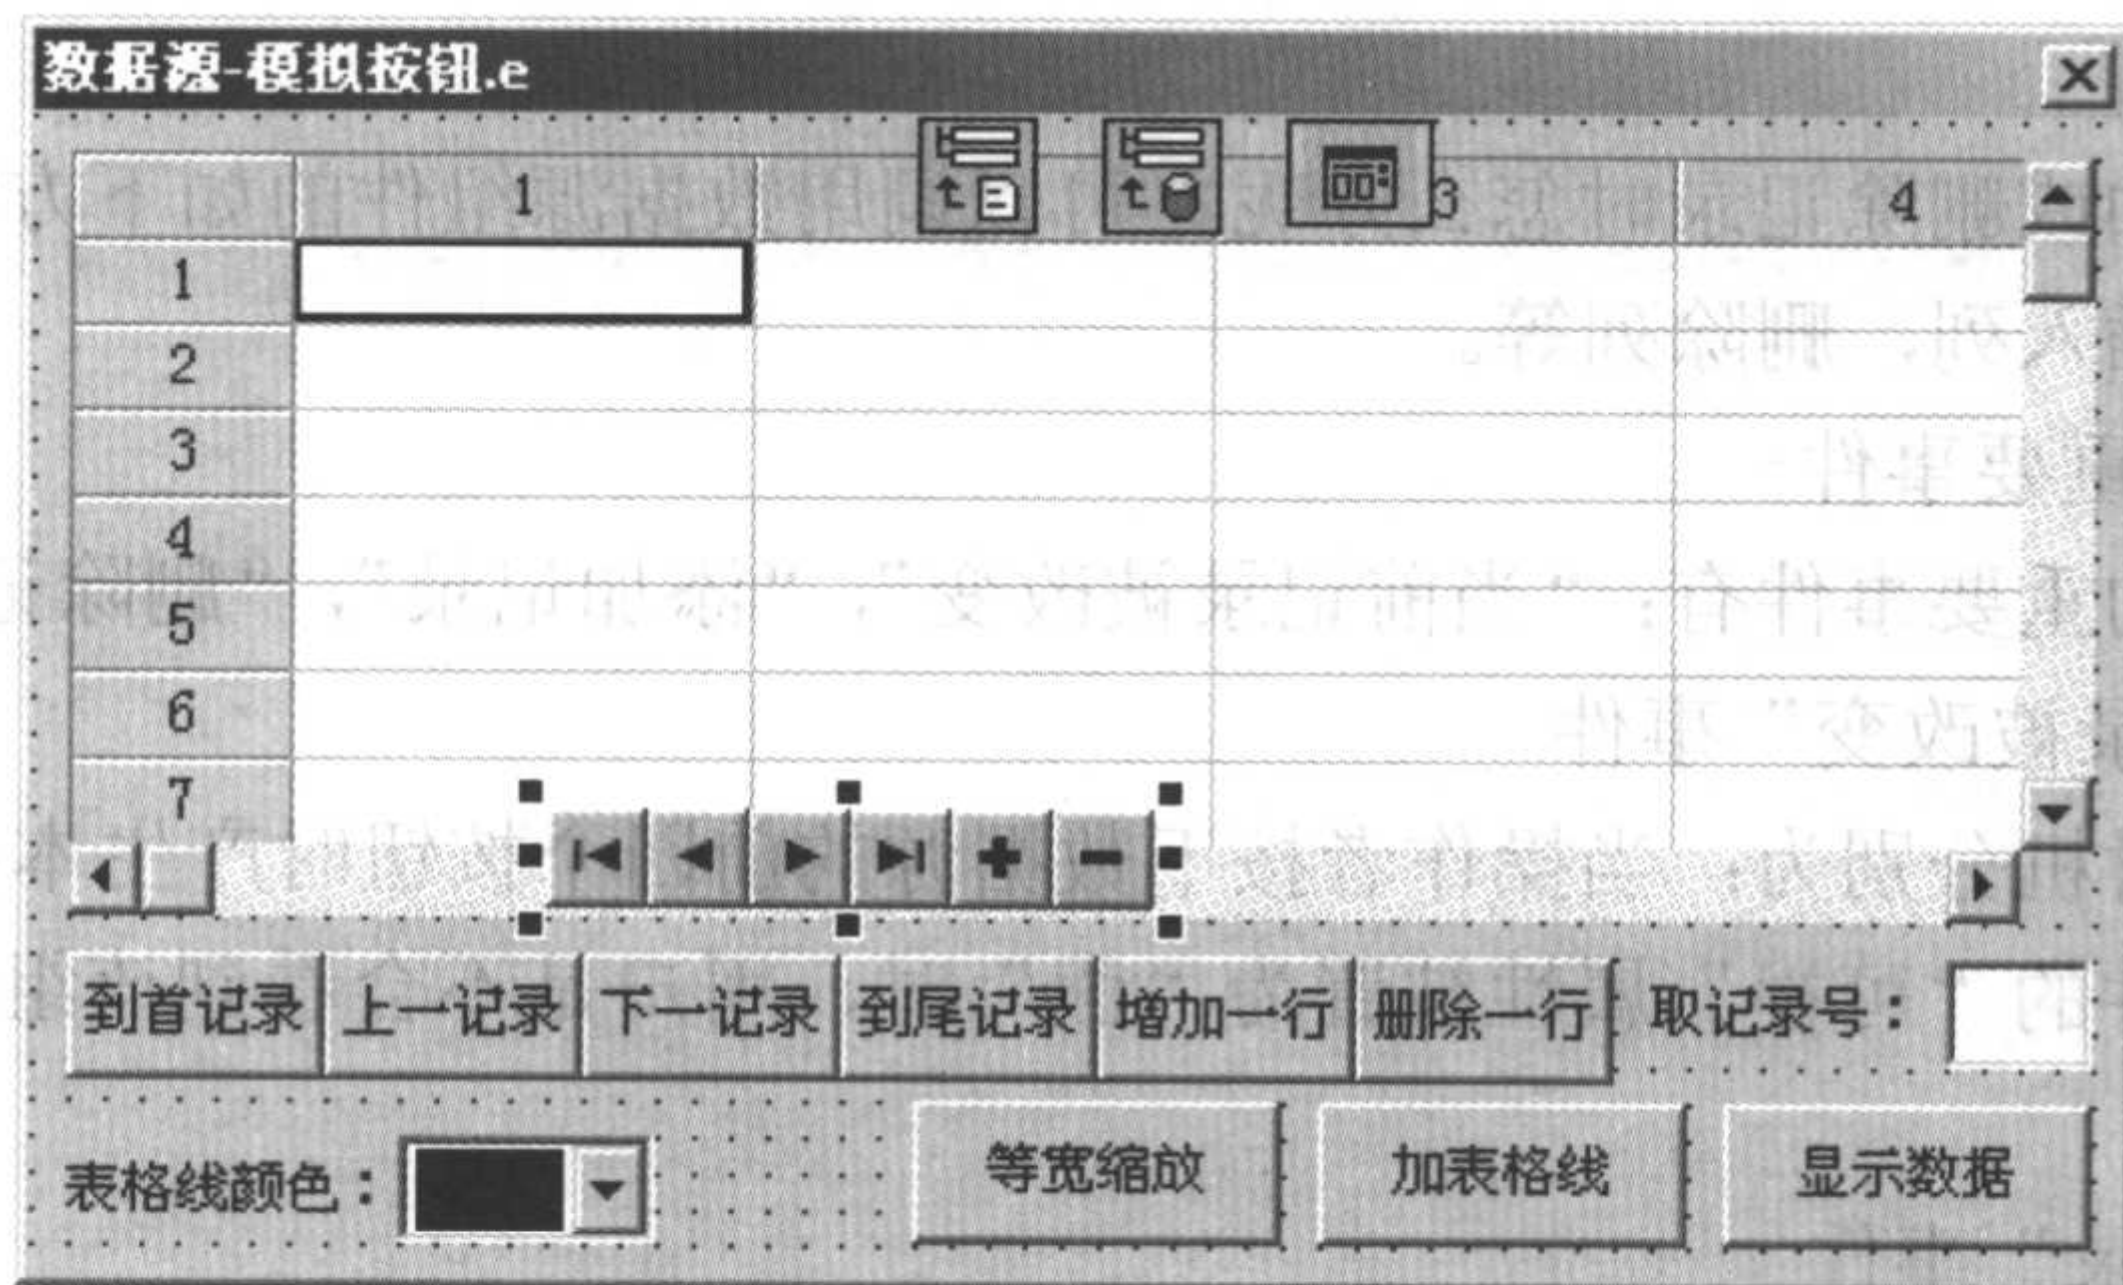 数据源-模拟按钮.e
1 3 4
1
2
3
4
5
6
7
到首记录 上一记录 下一记录 到尾记录 增加一行 删除一行 取记录号：
表格线颜色： 等宽缩放 加表格线 显示数据